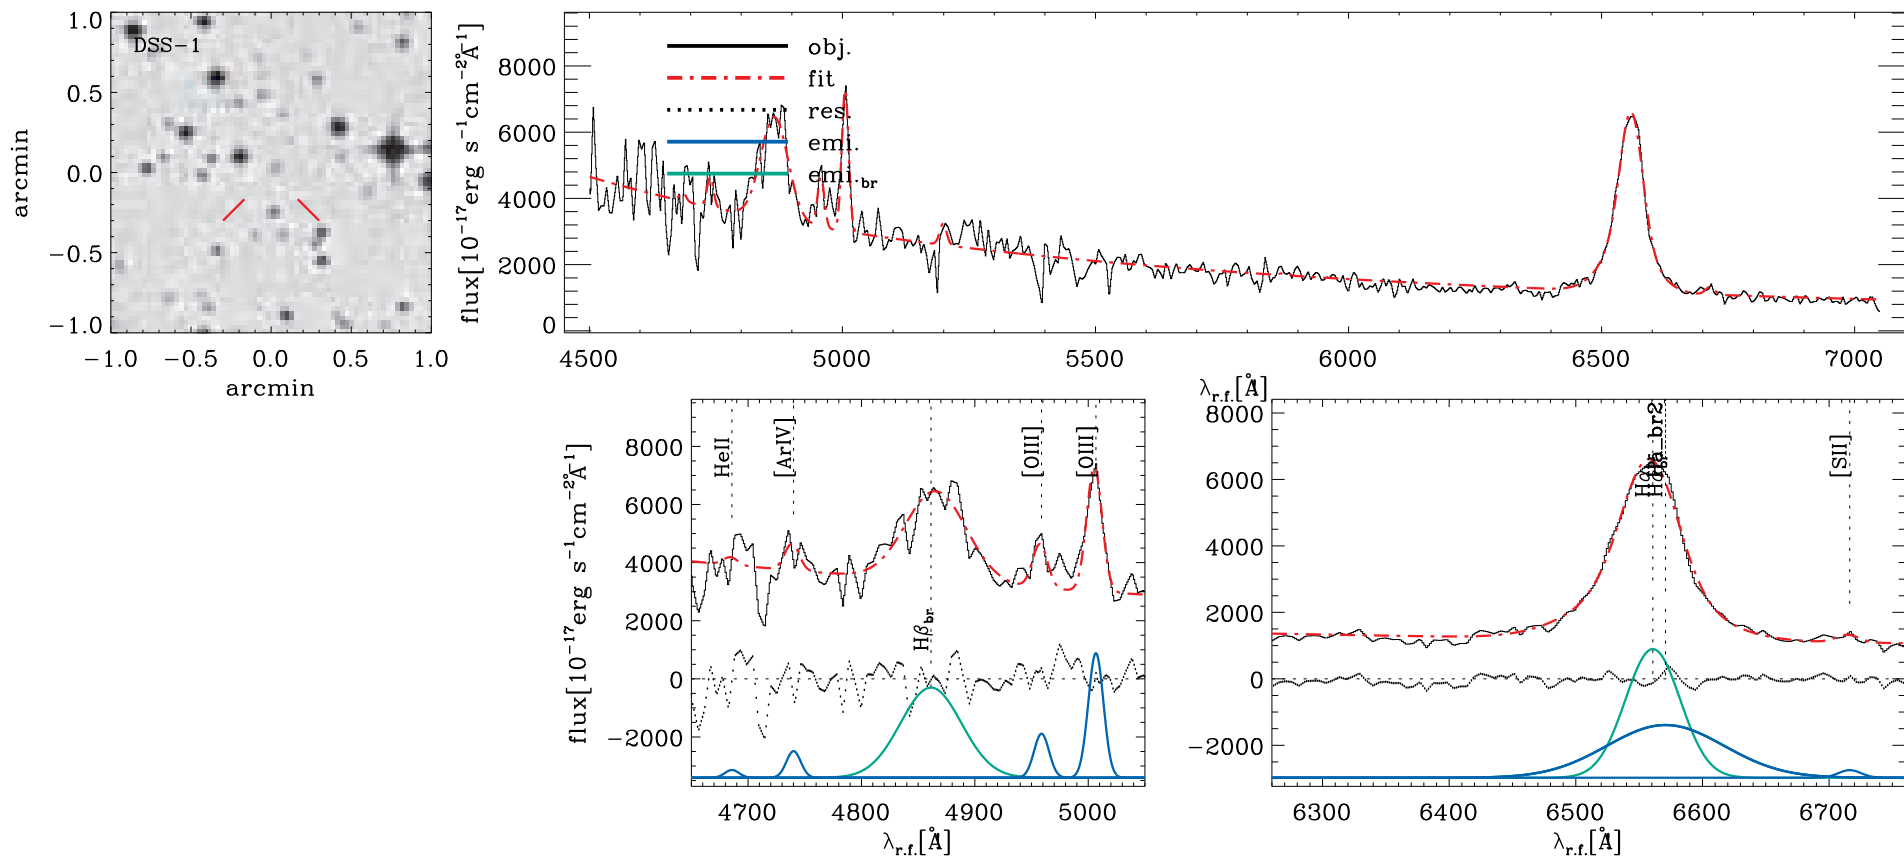 DSS-1
1.0
0.5
0.0
−0.5
−1.0
arcmin
−1.0 −0.5 0.0 0.5 1.0
arcmin
flux[10⁻¹⁷erg s⁻¹cm⁻²Å⁻¹]
8000
6000
4000
2000
0
obj.
fit
res.
emi.
emi.br
4500 5000 5500 6000 6500 7000
λr.f.[Å]
flux[10⁻¹⁷erg s⁻¹cm⁻²Å⁻¹]
8000
6000
4000
2000
0
−2000
HeII
[ArIV]
Hβbr
[OIII]
[OIII]
4700 4800 4900 5000
λr.f.[Å]
8000
6000
4000
2000
0
−2000
[SII]
6300 6400 6500 6600 6700
λr.f.[Å]